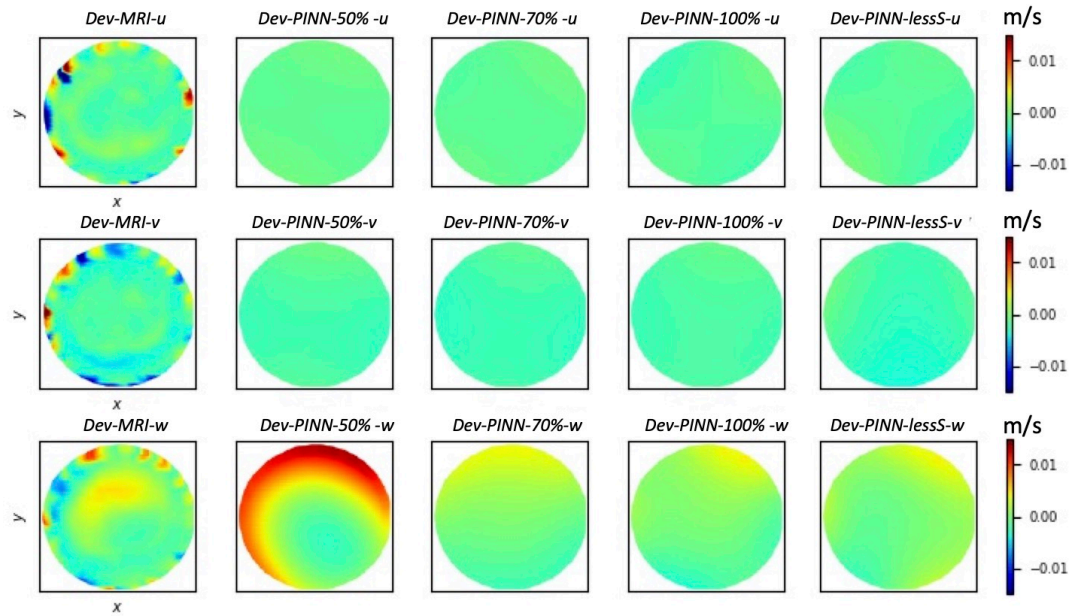 Dev-MRI-u Dev-PINN-50% -u Dev-PINN-70% -u Dev-PINN-100% -u Dev-PINN-lessS-u m/s
y
0.01
0.00
−0.01
x
Dev-MRI-v Dev-PINN-50%-v Dev-PINN-70%-v Dev-PINN-100% -v Dev-PINN-lessS-v m/s
y
0.01
0.00
−0.01
x
Dev-MRI-w Dev-PINN-50% -w Dev-PINN-70%-w Dev-PINN-100% -w Dev-PINN-lessS-w m/s
y
0.01
0.00
−0.01
x